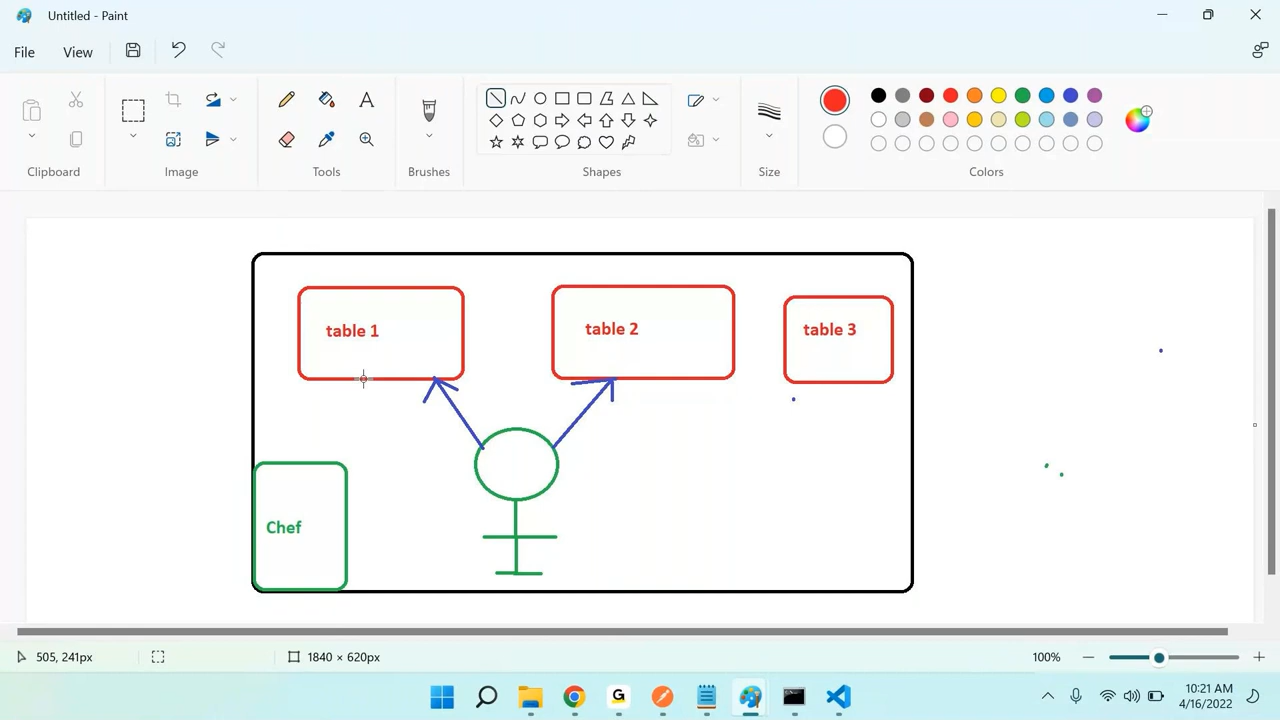 Untitled - Paint
File View
Clipboard Image Tools Brushes Shapes Size Colors
table 1
table 2
table 3
Chef
505, 241px
1840 × 620px
100%
10:21 AM
4/16/2022